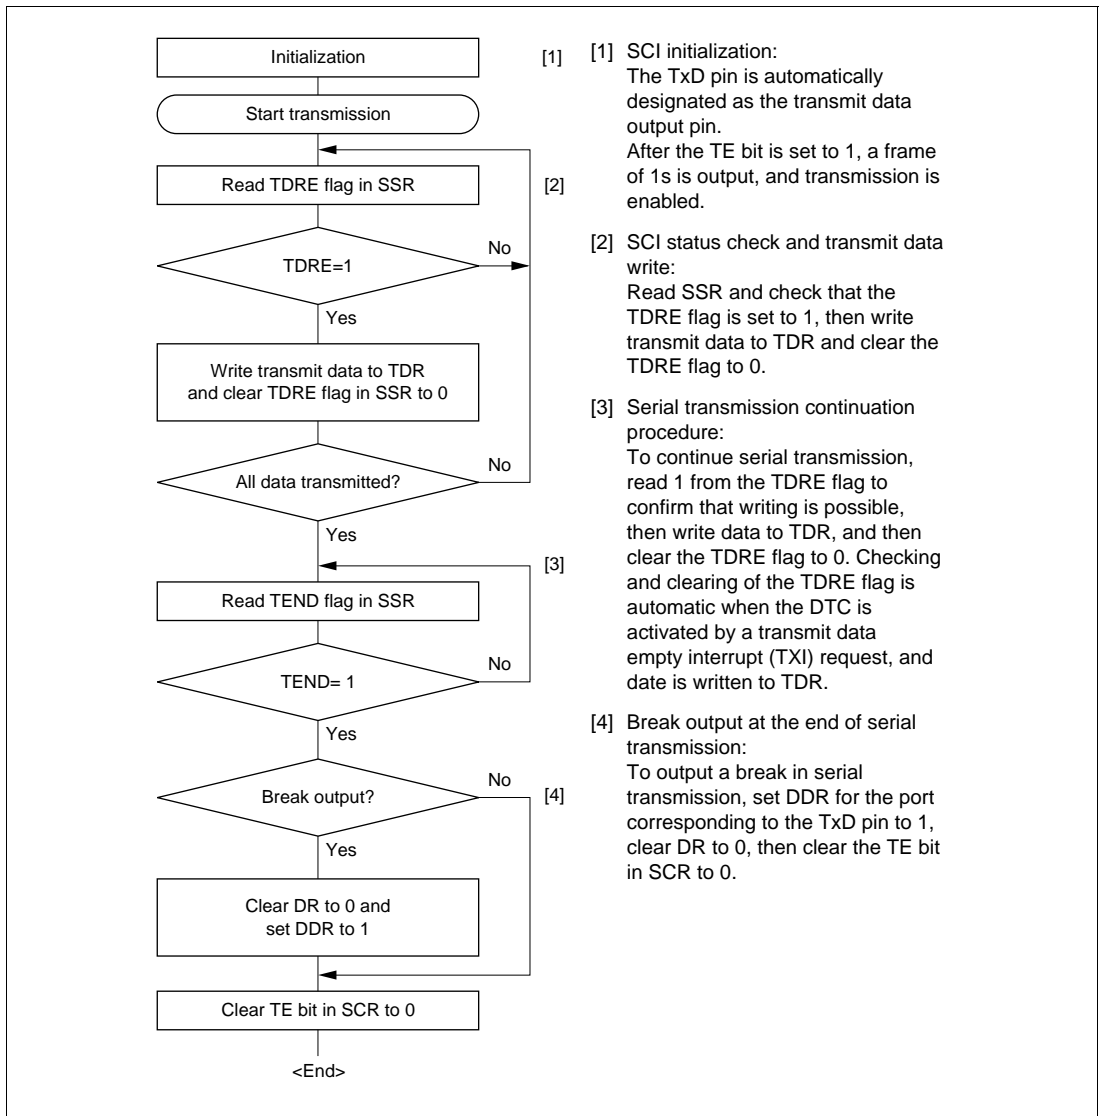 Initialization
[1]
Start transmission
Read TDRE flag in SSR
[2]
TDRE=1
No
Yes
Write transmit data to TDR
and clear TDRE flag in SSR to 0
All data transmitted?
No
Yes
[3]
Read TEND flag in SSR
TEND= 1
No
Yes
Break output?
No
[4]
Yes
Clear DR to 0 and
set DDR to 1
Clear TE bit in SCR to 0
<End>
[1] SCI initialization:
The TxD pin is automatically
designated as the transmit data
output pin.
After the TE bit is set to 1, a frame
of 1s is output, and transmission is
enabled.
[2] SCI status check and transmit data
write:
Read SSR and check that the
TDRE flag is set to 1, then write
transmit data to TDR and clear the
TDRE flag to 0.
[3] Serial transmission continuation
procedure:
To continue serial transmission,
read 1 from the TDRE flag to
confirm that writing is possible,
then write data to TDR, and then
clear the TDRE flag to 0. Checking
and clearing of the TDRE flag is
automatic when the DTC is
activated by a transmit data
empty interrupt (TXI) request, and
date is written to TDR.
[4] Break output at the end of serial
transmission:
To output a break in serial
transmission, set DDR for the port
corresponding to the TxD pin to 1,
clear DR to 0, then clear the TE bit
in SCR to 0.